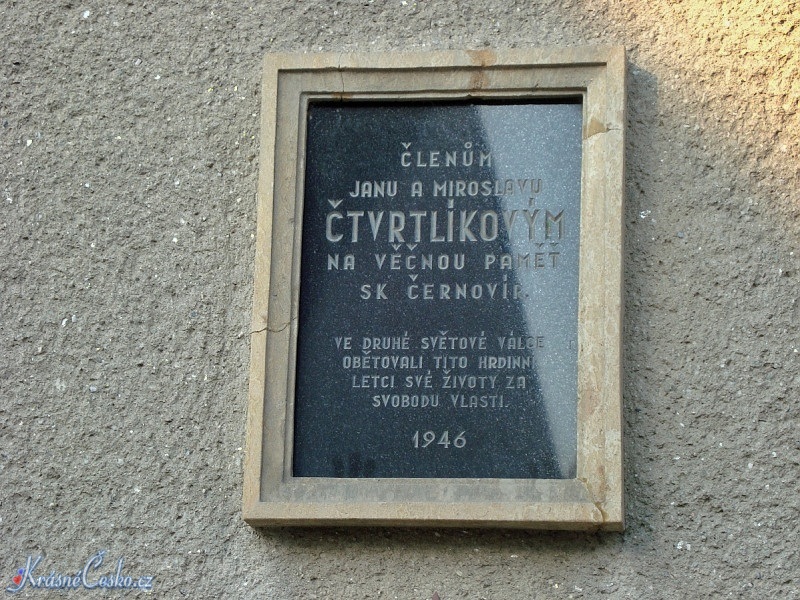 ČLENŮM
JANU A MIROSLAVU
ČTVRTLÍKOVÝM
NA VĚČNOU PAMĚŤ
SK ČERNOVÍR.
VE DRUHÉ SVĚTOVÉ VÁLCE
OBĚTOVALI TITO HRDINNÍ
LETCI SVÉ ŽIVOTY ZA
SVOBODU VLASTI.
1946
KrásnéČesko.cz